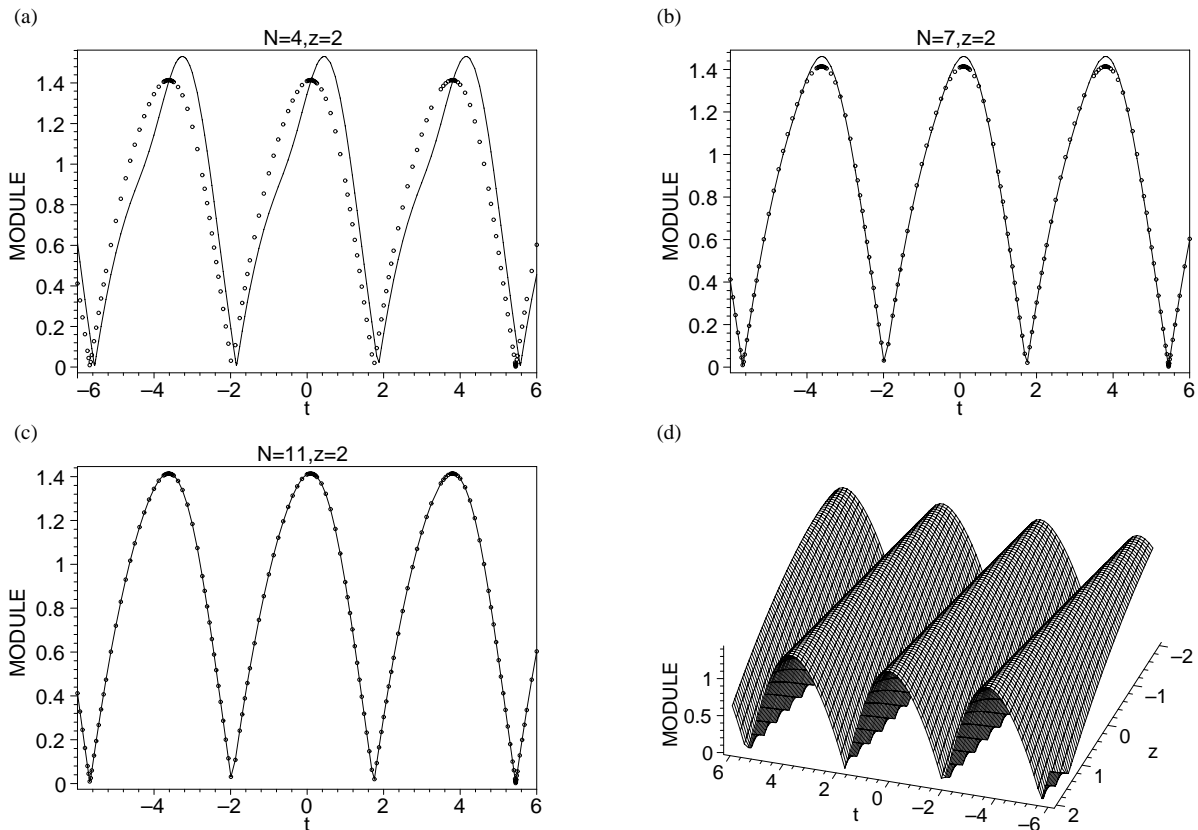 (a)
N=4,z=2
MODULE
1.4
1.2
1
0.8
0.6
0.4
0.2
0
–6 –4 –2 0 2 4 6
t
(b)
N=7,z=2
MODULE
1.4
1.2
1
0.8
0.6
0.4
0.2
0
–4 –2 0 2 4 6
t
(c)
N=11,z=2
MODULE
1.4
1.2
1
0.8
0.6
0.4
0.2
0
–4 –2 0 2 4 6
t
(d)
MODULE
1
0.5
0
6 4 2 0 –2 –4 –6
t
–2
–1
0
1
2
z